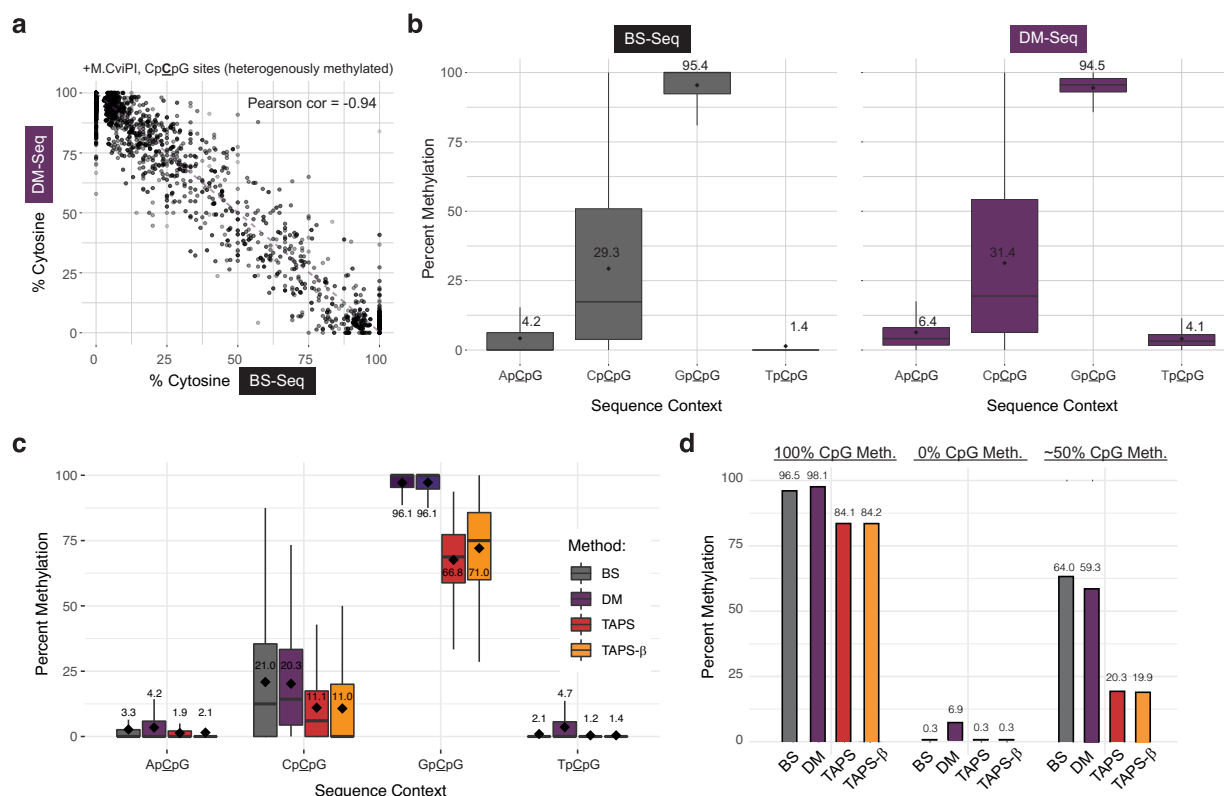 a
+M.CviPI, CpCpG sites (heterogenously methylated)
Pearson cor = -0.94
100
75
50
25
0
% Cytosine DM-Seq
0 25 50 75 100
% Cytosine BS-Seq
b
BS-Seq
DM-Seq
Percent Methylation
100
75
50
25
0
4.2
29.3
95.4
1.4
6.4
31.4
94.5
4.1
ApCpG CpCpG GpCpG TpCpG
ApCpG CpCpG GpCpG TpCpG
Sequence Context
Sequence Context
c
Percent Methylation
100
75
50
25
0
3.3 4.2 1.9 2.1
21.0 20.3 11.1 11.0
96.1 96.1 66.8 71.0
2.1 4.7 1.2 1.4
Method:
BS
DM
TAPS
TAPS-β
ApCpG CpCpG GpCpG TpCpG
Sequence Context
d
100% CpG Meth. 0% CpG Meth. ~50% CpG Meth.
Percent Methylation
100
75
50
25
0
96.5 98.1 84.1 84.2
0.3 6.9 0.3 0.3
64.0 59.3 20.3 19.9
BS DM TAPS TAPS-β
BS DM TAPS TAPS-β
BS DM TAPS TAPS-β